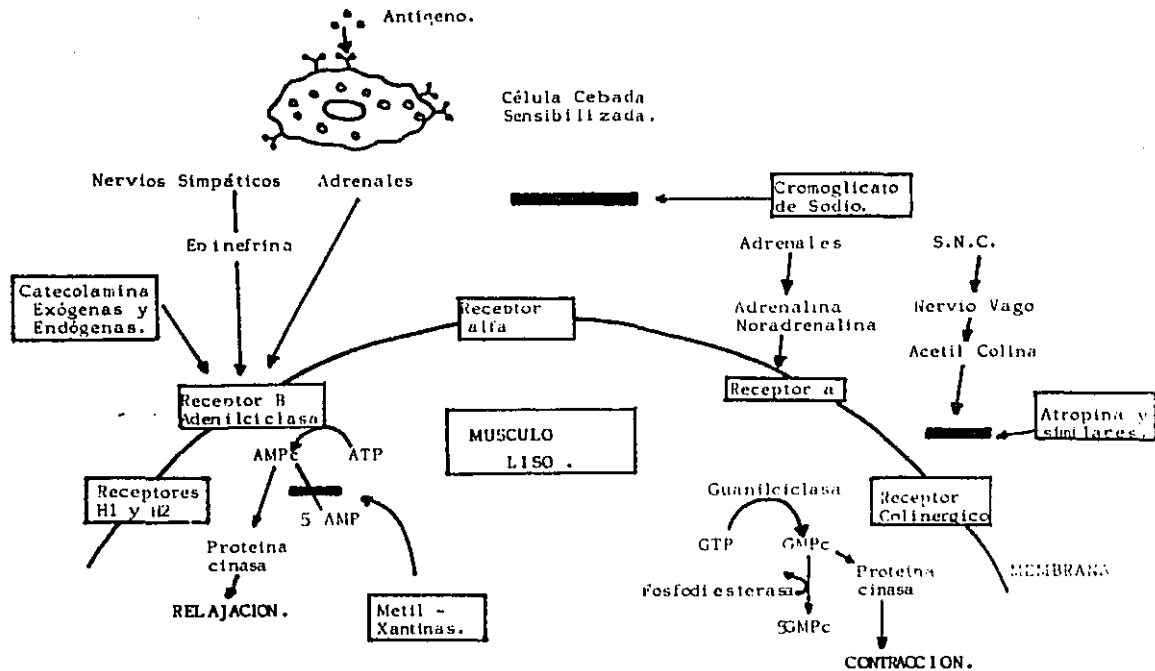 Antígeno.
Célula Cebada
Sensibilizada.
Nervios Simpáticos
Adrenales
Cromoglicato
de Sodio.
Epinefrina
Adrenales
S.N.C.
Catecolamina
Exógenas y
Endógenas.
Receptor
alfa
Adrenalina
Noradrenalina
Nervio Vago
Acetil Colina
Receptor B
Adenilciclasa
Receptor a
Atropina y
similares.
MUSCULO
LISO .
AMPc
ATP
Receptores
H1 y H2
5 AMP
Guanilciclasa
Receptor
Colinergico
GTP
GMPc
Proteina
cinasa
Proteina
cinasa
MEMBRANA
Fosfodiesterasa
RELAJACION.
Metil -
Xantinas.
5GMPc
CONTRACCION.